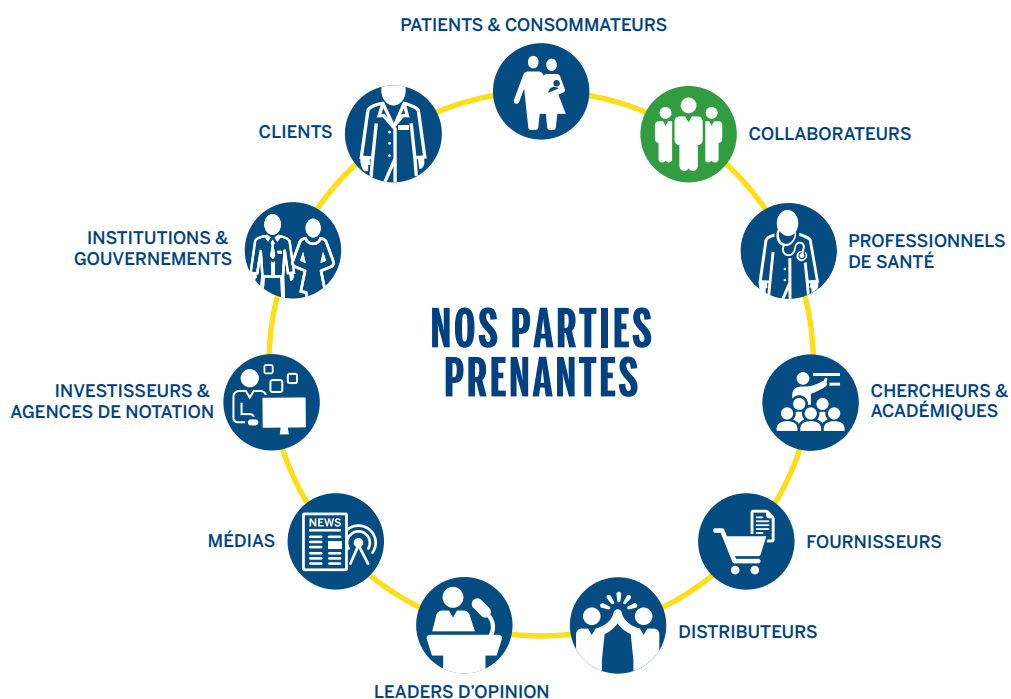 PATIENTS & CONSOMMATEURS
COLLABORATEURS
PROFESSIONNELS
DE SANTÉ
CHERCHEURS &
ACADÉMIQUES
FOURNISSEURS
DISTRIBUTEURS
LEADERS D'OPINION
MÉDIAS
NEWS
INVESTISSEURS &
AGENCES DE NOTATION
INSTITUTIONS &
GOUVERNEMENTS
CLIENTS
NOS PARTIES
PRENANTES